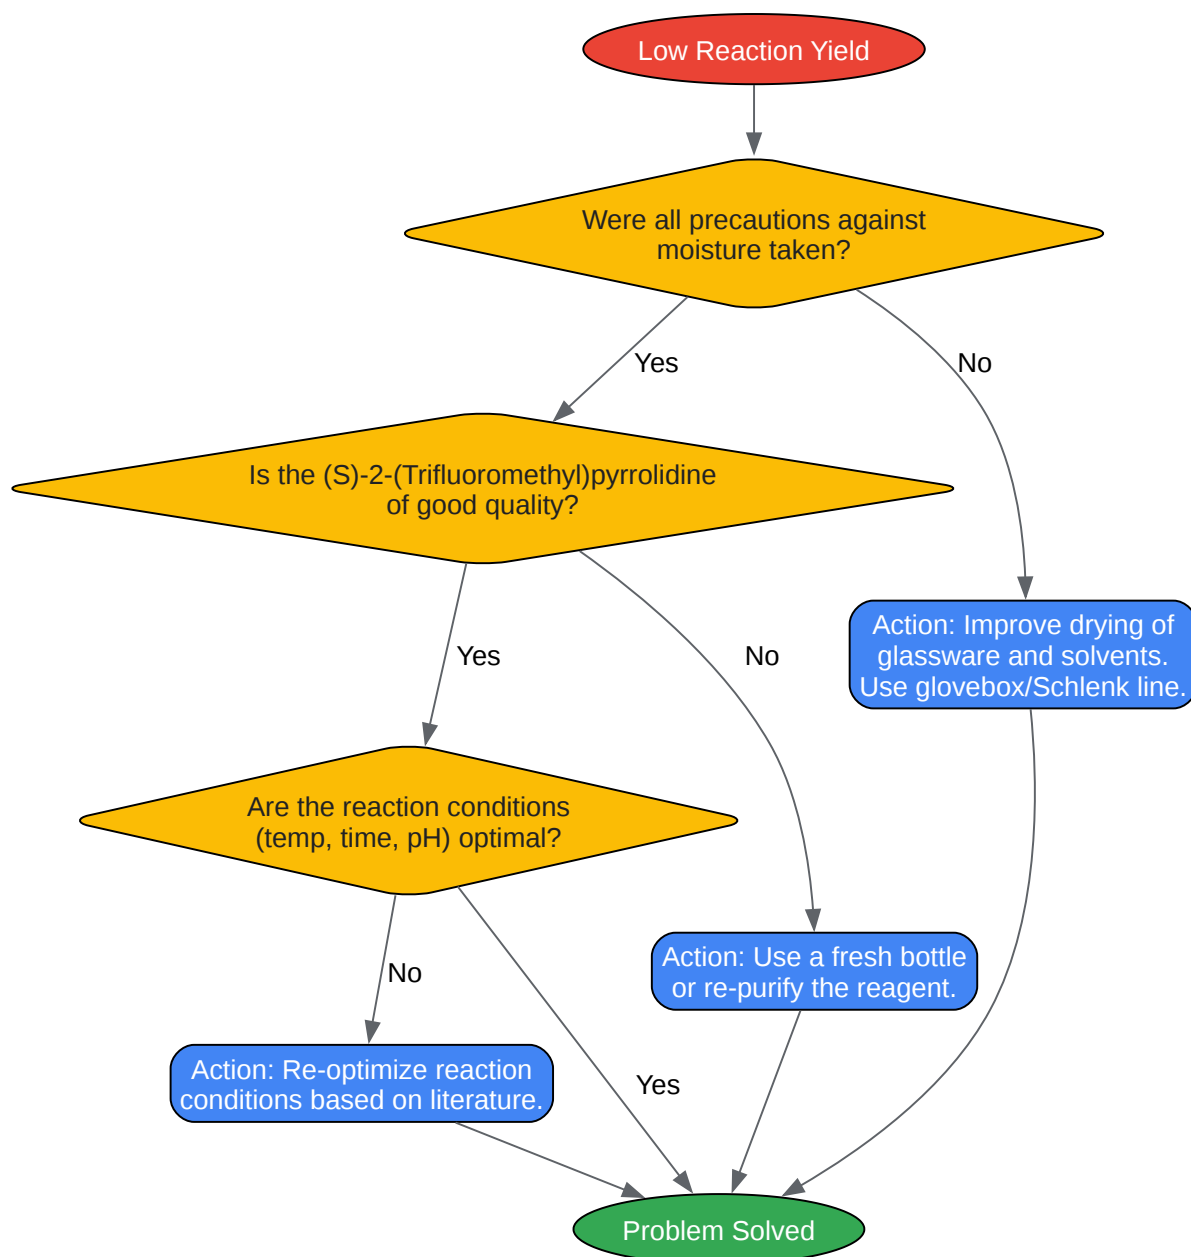 Low Reaction Yield
Were all precautions against
moisture taken?
Yes
No
Is the (S)-2-(Trifluoromethyl)pyrrolidine
of good quality?
Yes
No
Action: Improve drying of
glassware and solvents.
Use glovebox/Schlenk line.
Are the reaction conditions
(temp, time, pH) optimal?
No
Yes
Action: Use a fresh bottle
or re-purify the reagent.
Action: Re-optimize reaction
conditions based on literature.
Problem Solved